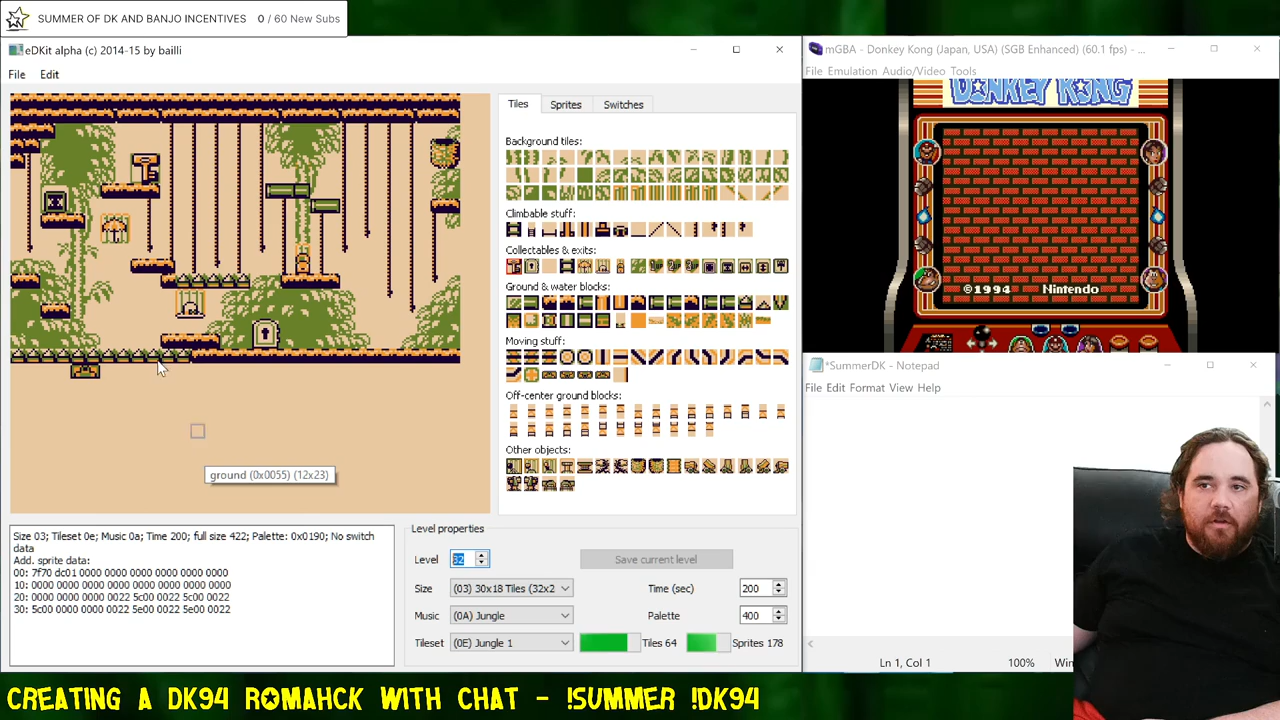 SUMMER OF DK AND BANJO INCENTIVES 0 / 60 New Subs
eDKit alpha (c) 2014-15 by bailli
File Edit
Tiles Sprites Switches
Background tiles:
Climbable stuff:
Collectables & exits:
Ground & water blocks:
Moving stuff:
Off-center ground blocks:
Other objects:
ground (0x0055) (12x23)
Size 03; Tileset 0e; Music 0a; Time 200; full size 422; Palette: 0x0190; No switch
data
Add. sprite data:
00: 7f70 dc01 0000 0000 0000 0000 0000 0000
10: 0000 0000 0000 0000 0000 0000 0000 0000
20: 0000 0000 0000 0022 5c00 0022 5c00 0022
30: 5c00 0000 0000 0022 5e00 0022 5e00 0022
Level properties
Level 32 Save current level
Size (03) 30x18 Tiles (32x2 Time (sec) 200
Music (0A) Jungle Palette 400
Tileset (0E) Jungle 1 Tiles 64 Sprites 178
mGBA - Donkey Kong (Japan, USA) (SGB Enhanced) (60.1 fps) - ...
File Emulation Audio/Video Tools
DONKEY KONG
©1994 Nintendo
*SummerDK - Notepad
File Edit Format View Help
Ln 1, Col 1 100% Win
CREATING A DK94 ROMAHCK WITH CHAT - !SUMMER !DK94